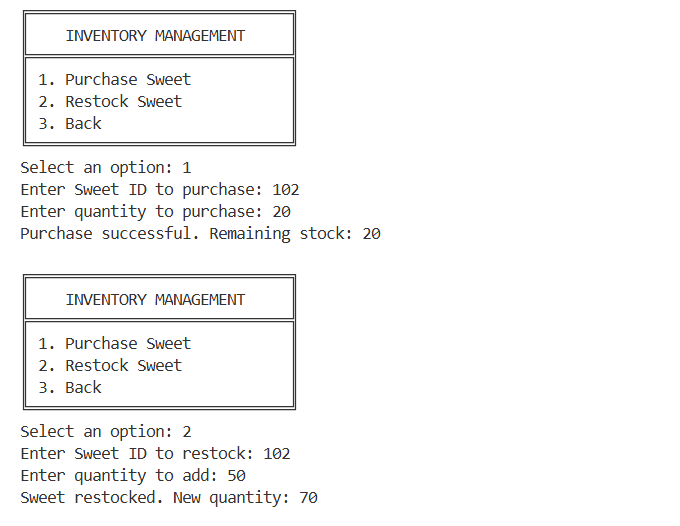 INVENTORY MANAGEMENT
1. Purchase Sweet
2. Restock Sweet
3. Back
Select an option: 1
Enter Sweet ID to purchase: 102
Enter quantity to purchase: 20
Purchase successful. Remaining stock: 20
INVENTORY MANAGEMENT
1. Purchase Sweet
2. Restock Sweet
3. Back
Select an option: 2
Enter Sweet ID to restock: 102
Enter quantity to add: 50
Sweet restocked. New quantity: 70